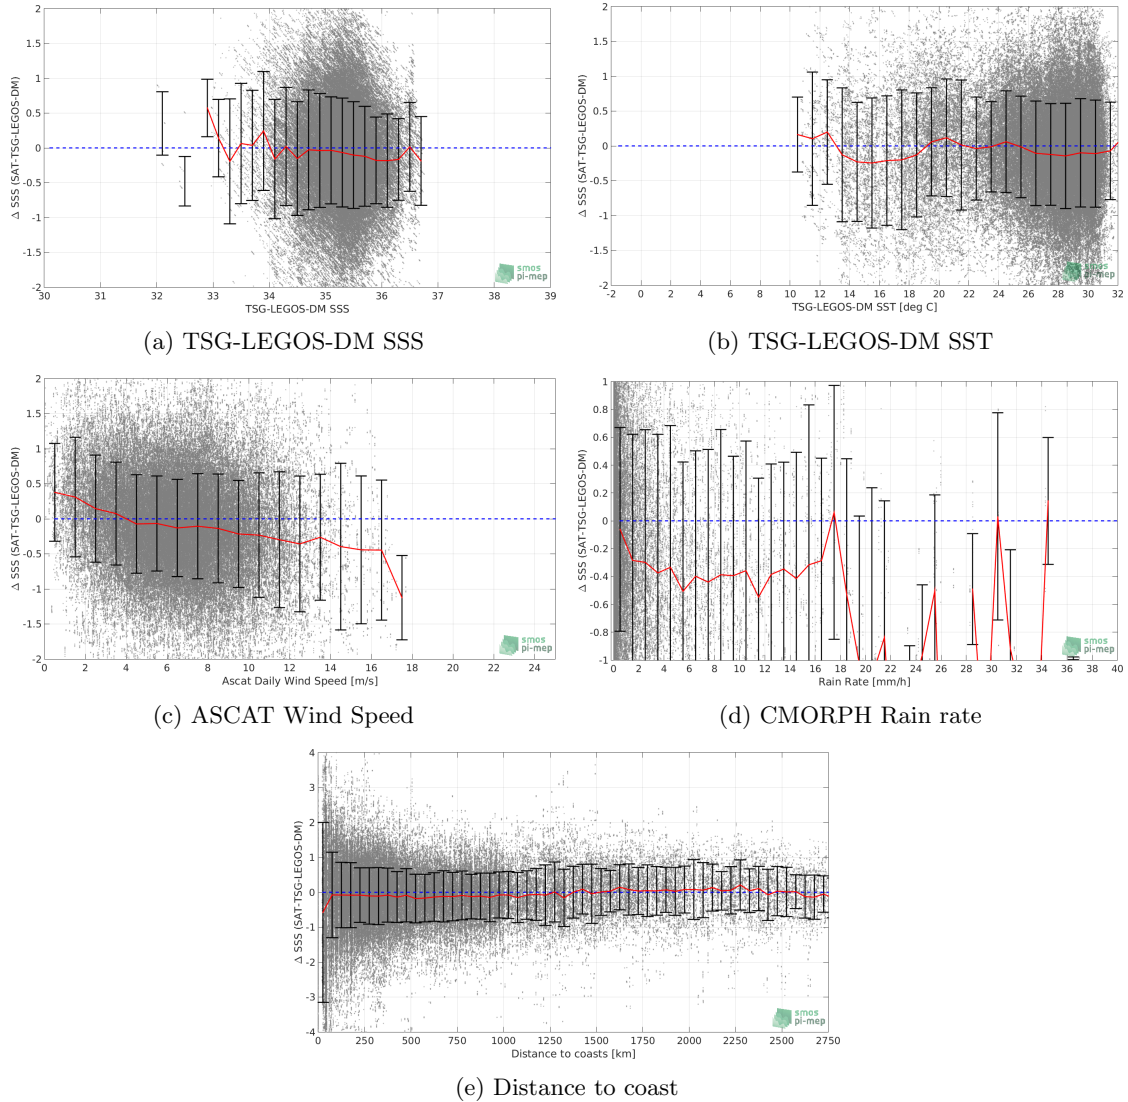 2
1.5
1
0.5
0
-0.5
-1
-1.5
-2
Δ SSS (SAT-TSG-LEGOS-DM)
30 31 32 33 34 35 36 37 38 39
TSG-LEGOS-DM SSS
smos
pi-mep
(a) TSG-LEGOS-DM SSS
2
1.5
1
0.5
0
-0.5
-1
-1.5
-2
Δ SSS (SAT-TSG-LEGOS-DM)
-2 0 2 4 6 8 10 12 14 16 18 20 22 24 26 28 30 32
TSG-LEGOS-DM SST [deg C]
smos
pi-mep
(b) TSG-LEGOS-DM SST
2
1.5
1
0.5
0
-0.5
-1
-1.5
-2
Δ SSS (SAT-TSG-LEGOS-DM)
0 2 4 6 8 10 12 14 16 18 20 22 24
Ascat Daily Wind Speed [m/s]
smos
pi-mep
(c) ASCAT Wind Speed
1
0.8
0.6
0.4
0.2
0
-0.2
-0.4
-0.6
-0.8
-1
Δ SSS (SAT-TSG-LEGOS-DM)
0 2 4 6 8 10 12 14 16 18 20 22 24 26 28 30 32 34 36 38 40
Rain Rate [mm/h]
smos
pi-mep
(d) CMORPH Rain rate
4
3
2
1
0
-1
-2
-3
-4
Δ SSS (SAT-TSG-LEGOS-DM)
0 250 500 750 1000 1250 1500 1750 2000 2250 2500 2750
Distance to coasts [km]
smos
pi-mep
(e) Distance to coast